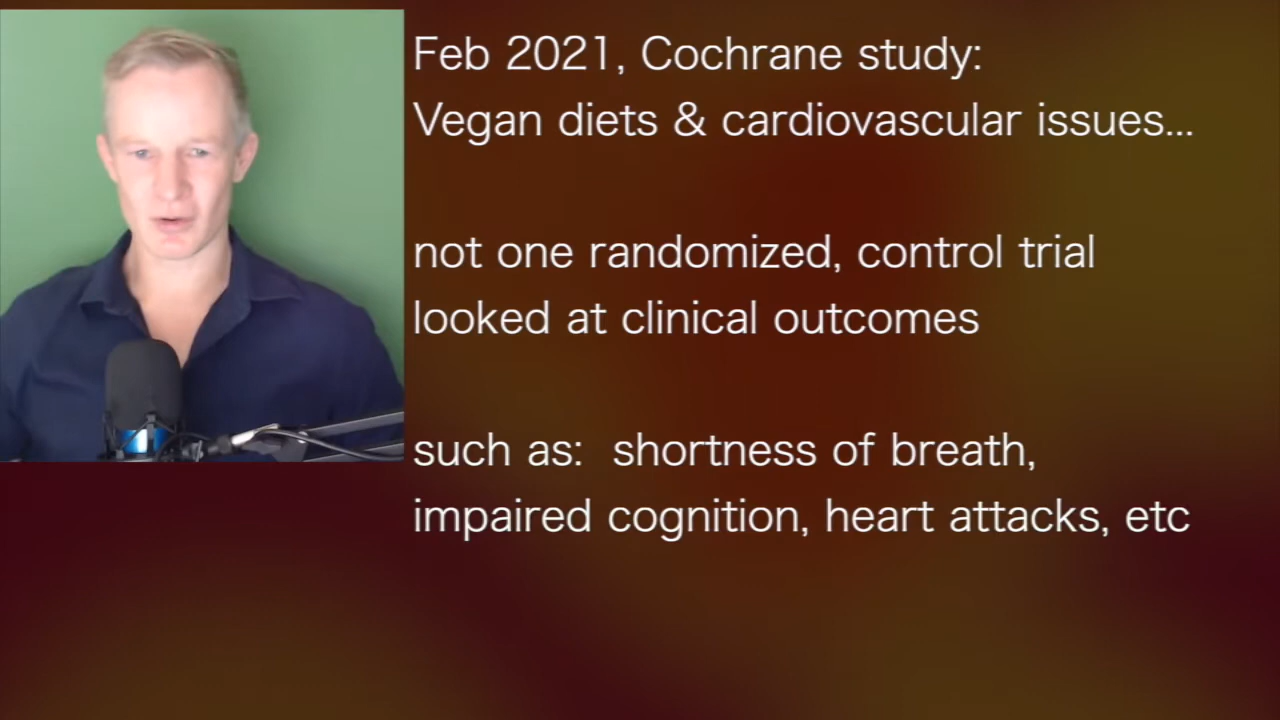 Feb 2021, Cochrane study:
Vegan diets & cardiovascular issues...
not one randomized, control trial
looked at clinical outcomes
such as:  shortness of breath,
impaired cognition, heart attacks, etc